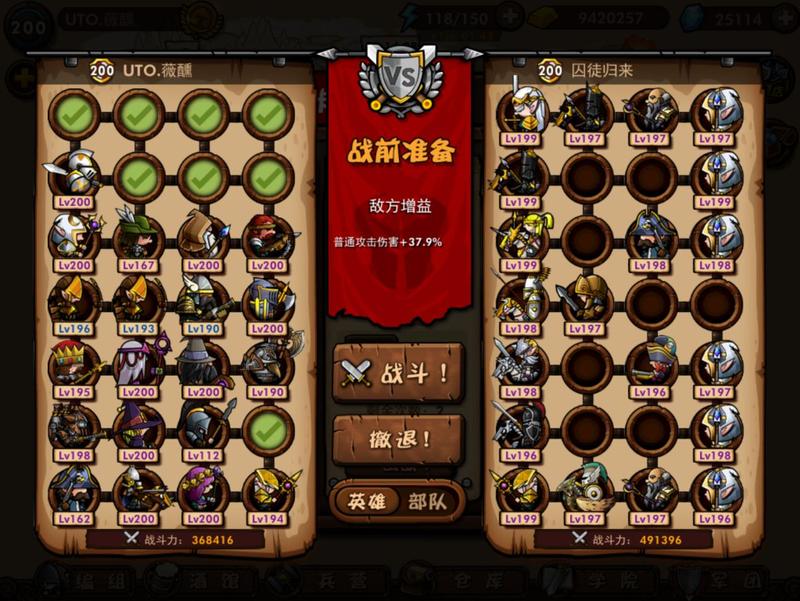 200 UTO.薇醺 118/150 9420257 25114
200 UTO.薇醺
VS
200 囚徒归来
Lv199 Lv197 Lv197 Lv197
战前准备
Lv200
Lv199 Lv199
敌方增益
普通攻击伤害+37.9%
Lv200 Lv167 Lv200 Lv200
Lv199 Lv198 Lv198
Lv196 Lv193 Lv190 Lv200
Lv198 Lv197
战斗！
Lv195 Lv200 Lv200 Lv190
Lv198 Lv196 Lv197
撤退！
Lv198 Lv200 Lv112
Lv196 Lv198
英雄 部队
Lv162 Lv200 Lv200 Lv194
Lv199 Lv197 Lv197 Lv196
战斗力： 368416
战斗力： 491396
编组 酒馆 兵营 仓库 学院 军团